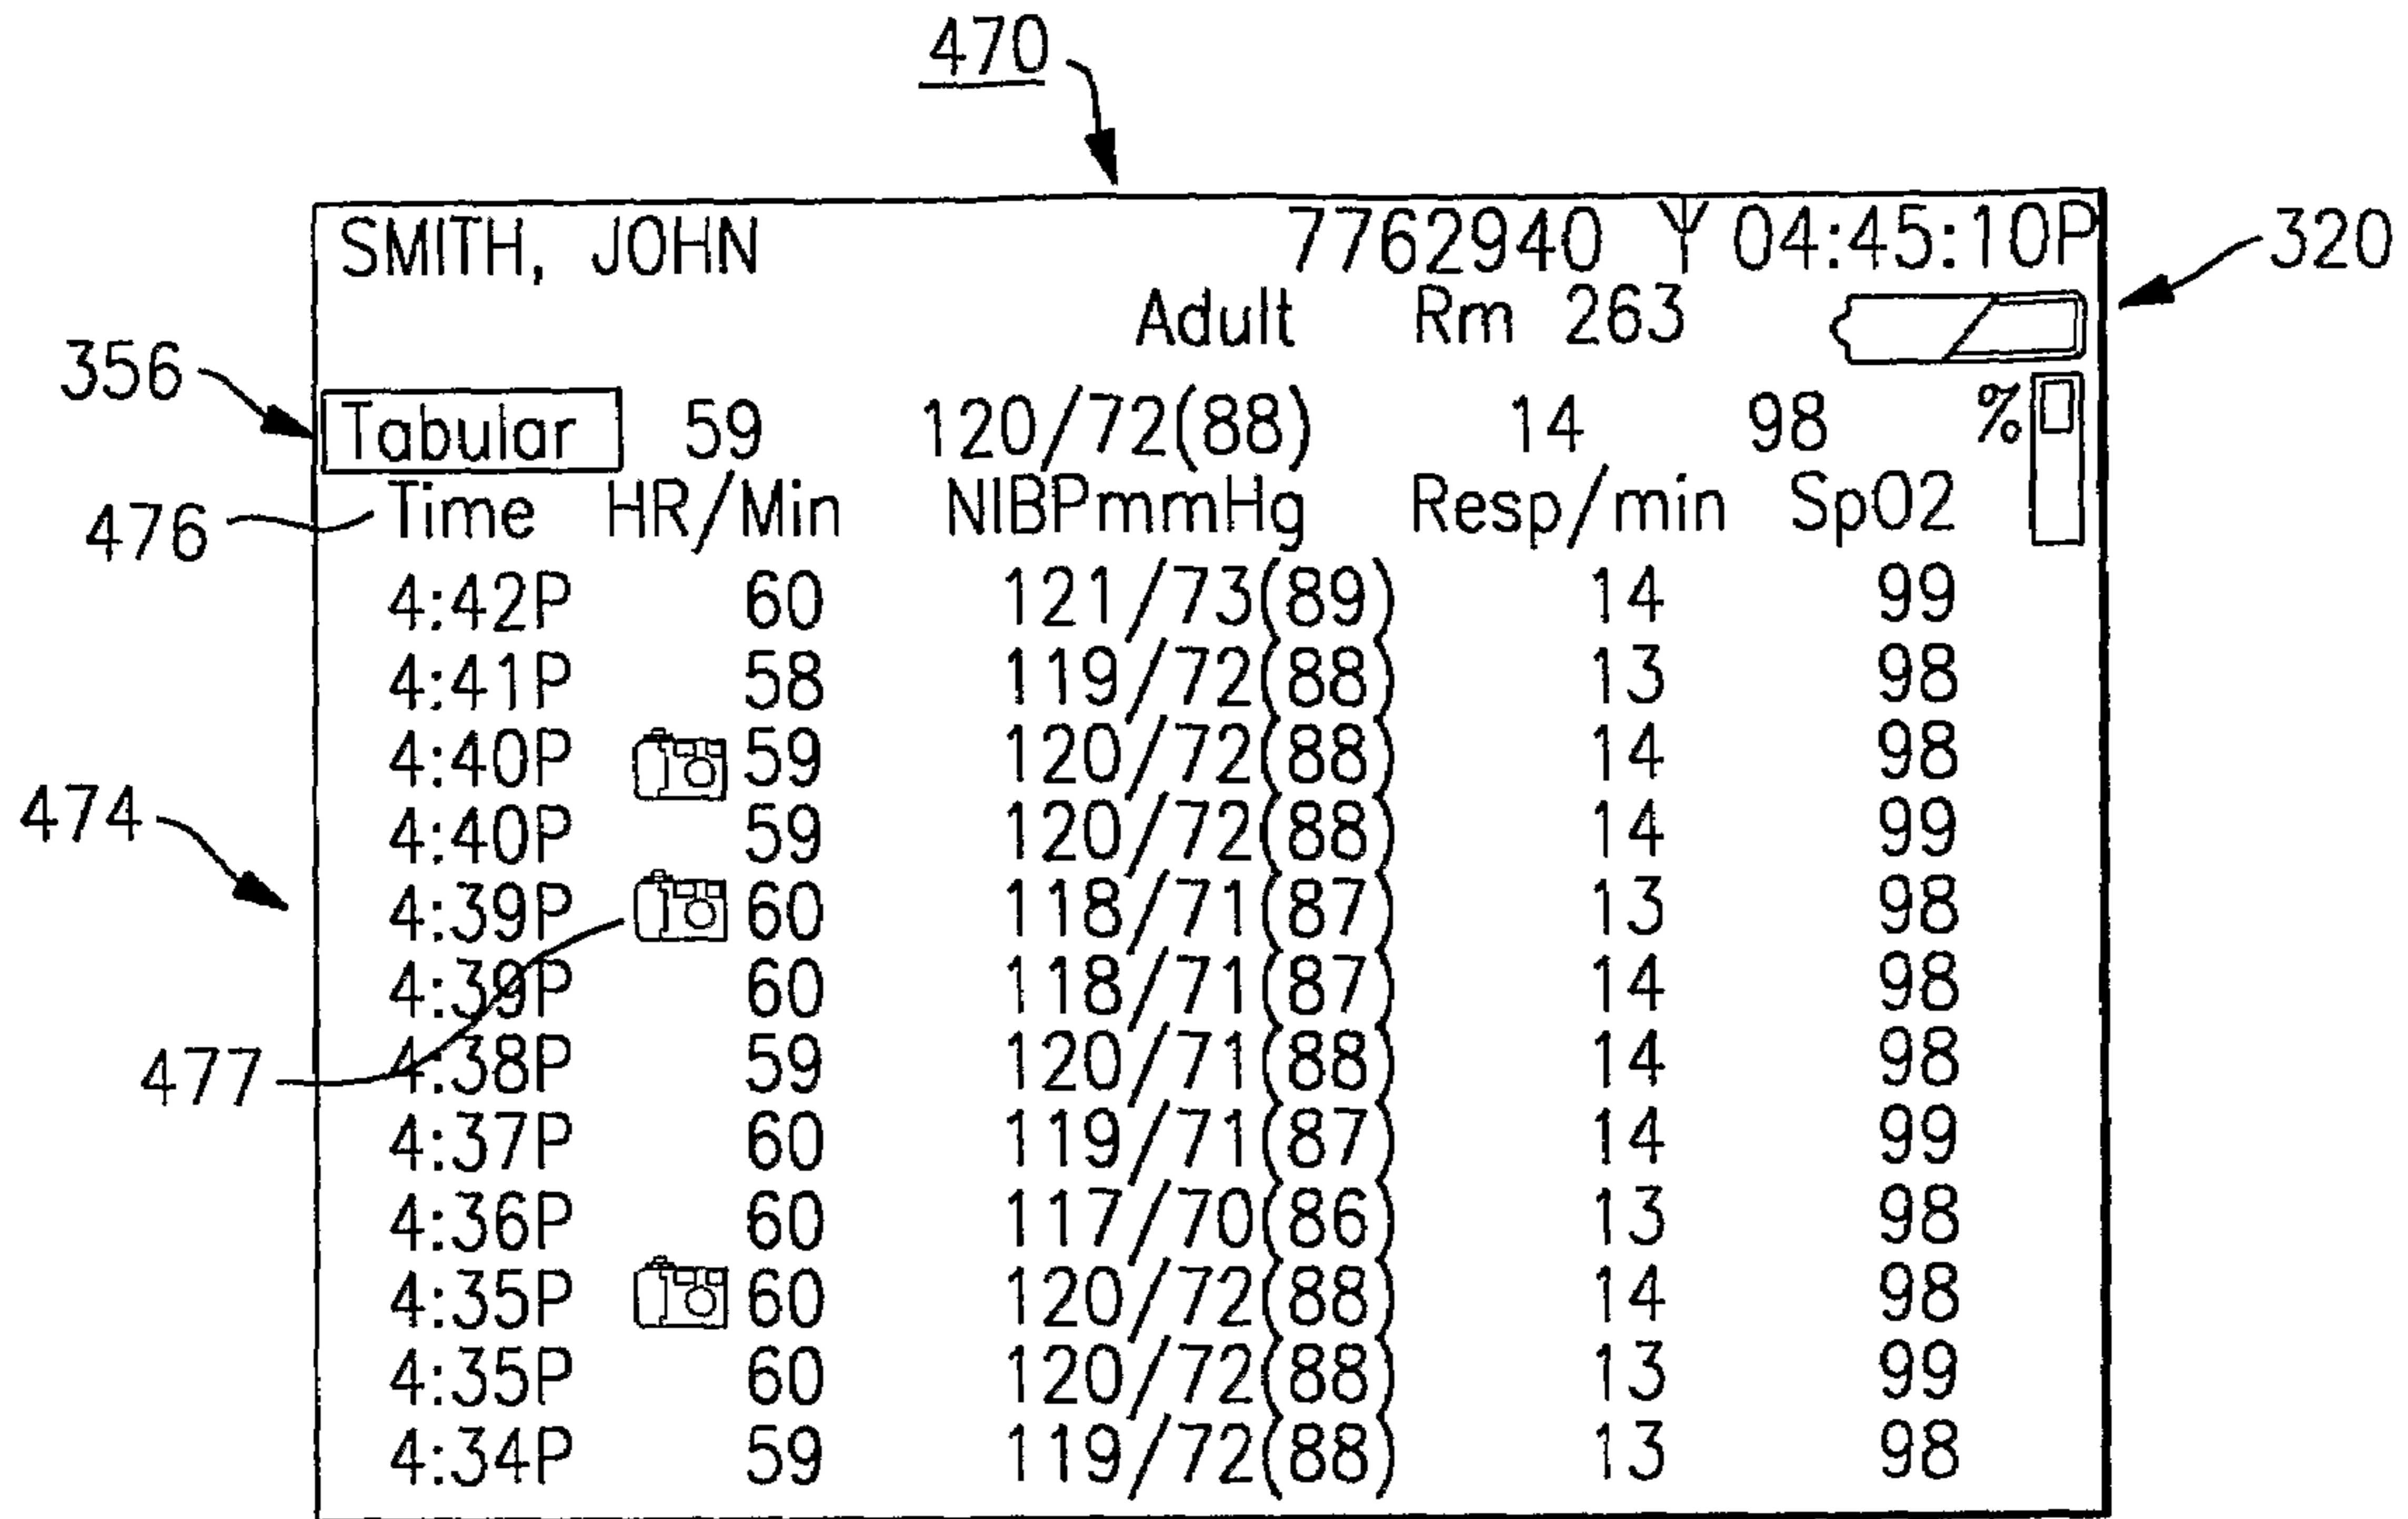 470
SMITH, JOHN 7762940 04:45:10P 320
Adult Rm 263
356 Tabular 59 120/72(88) 14 98 %
476 Time HR/Min NIBPmmHg Resp/min SpO2
4:42P 60 121/73(89) 14 99
4:41P 58 119/72(88) 13 98
4:40P 59 120/72(88) 14 98
474 4:40P 59 120/72(88) 14 99
4:39P 60 118/71(87) 13 98
4:39P 60 118/71(87) 14 98
477 4:38P 59 120/71(88) 14 98
4:37P 60 119/71(87) 14 99
4:36P 60 117/70(86) 13 98
4:35P 60 120/72(88) 14 98
4:35P 60 120/72(88) 13 99
4:34P 59 119/72(88) 13 98